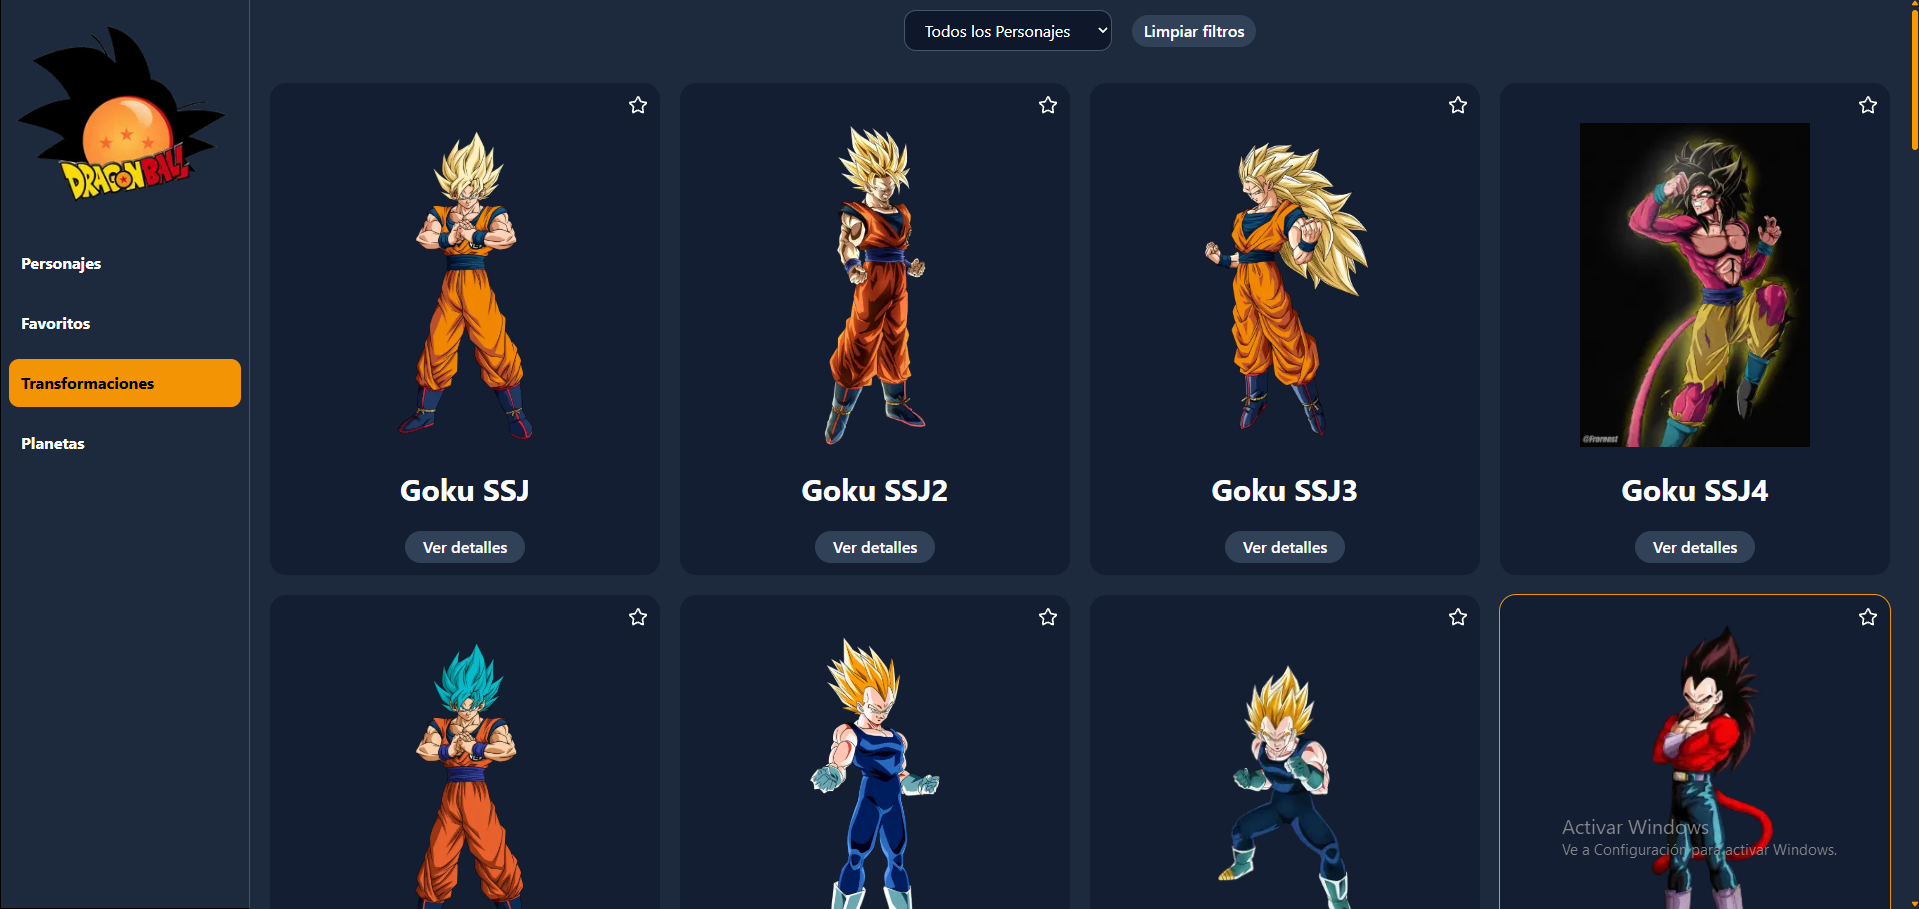 Todos los Personajes
Limpiar filtros
DRAGON BALL
Personajes
Favoritos
Transformaciones
Planetas
Goku SSJ
Ver detalles
Goku SSJ2
Ver detalles
Goku SSJ3
Ver detalles
@Fromest
Goku SSJ4
Ver detalles
Activar Windows
Ve a Configuración para activar Windows.